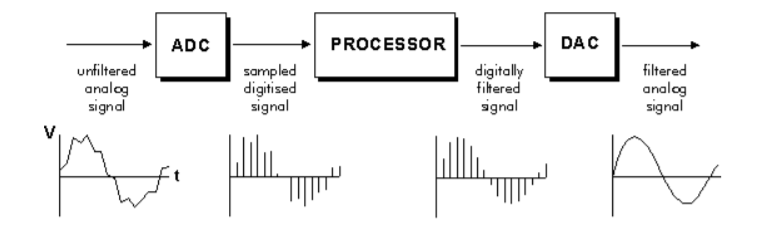 ADC
PROCESSOR
DAC
unfiltered
analog
signal
sampled
digitised
signal
digitally
filtered
signal
filtered
analog
signal
V
t